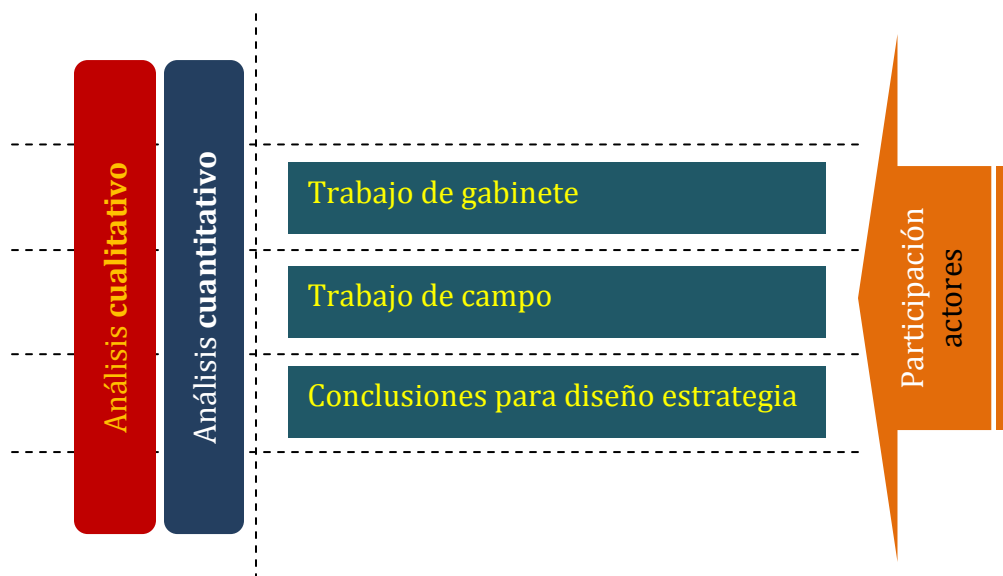 Análisis cualitativo
Análisis cuantitativo
Trabajo de gabinete
Trabajo de campo
Conclusiones para diseño estrategia
Participación
actores